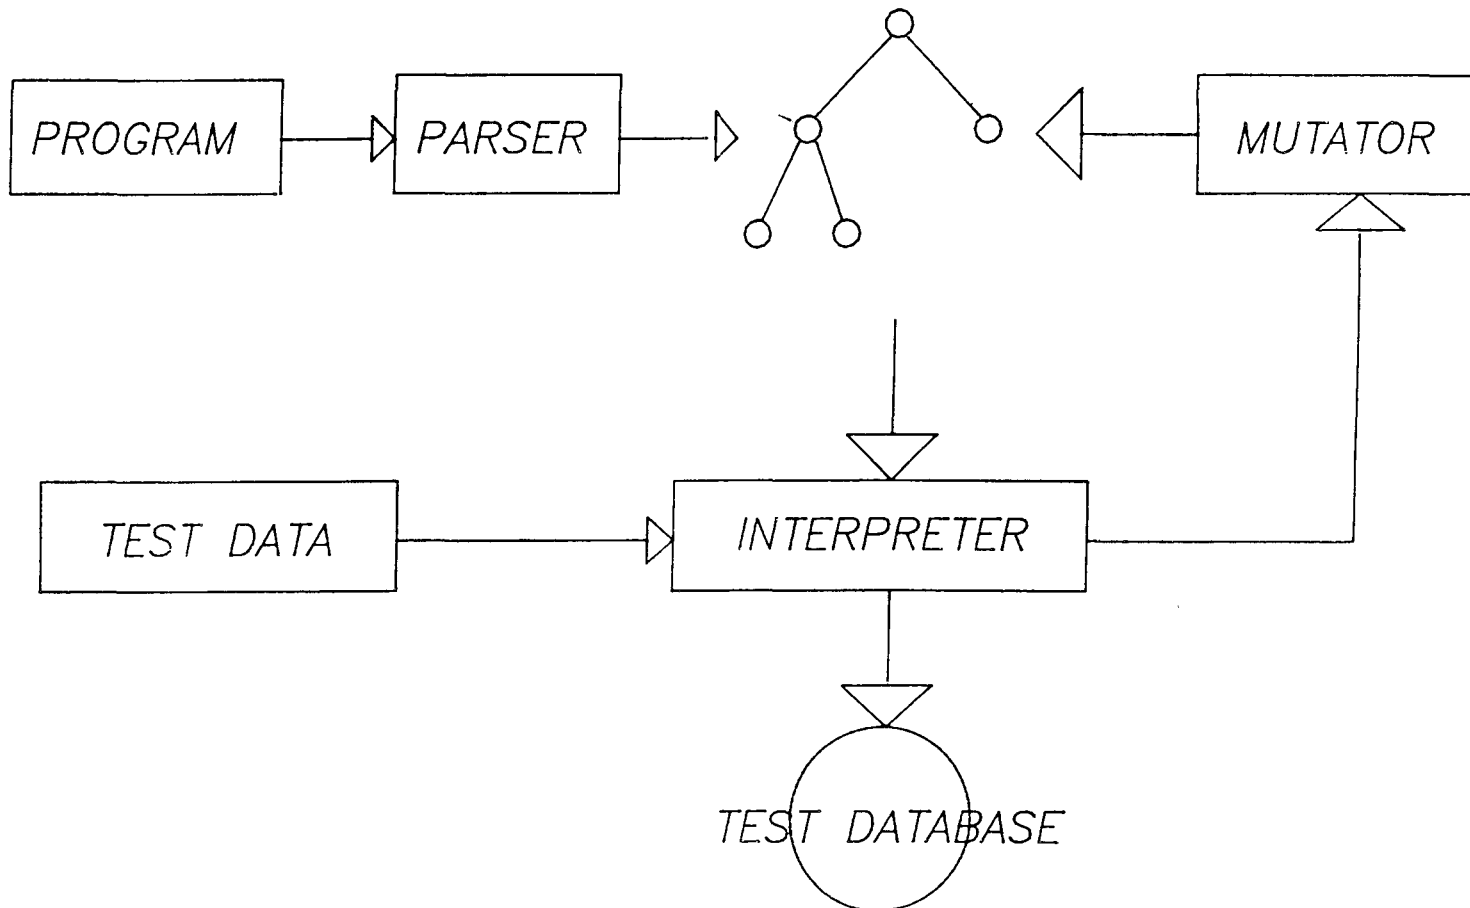 PROGRAM
PARSER
MUTATOR
TEST DATA
INTERPRETER
TEST DATABASE